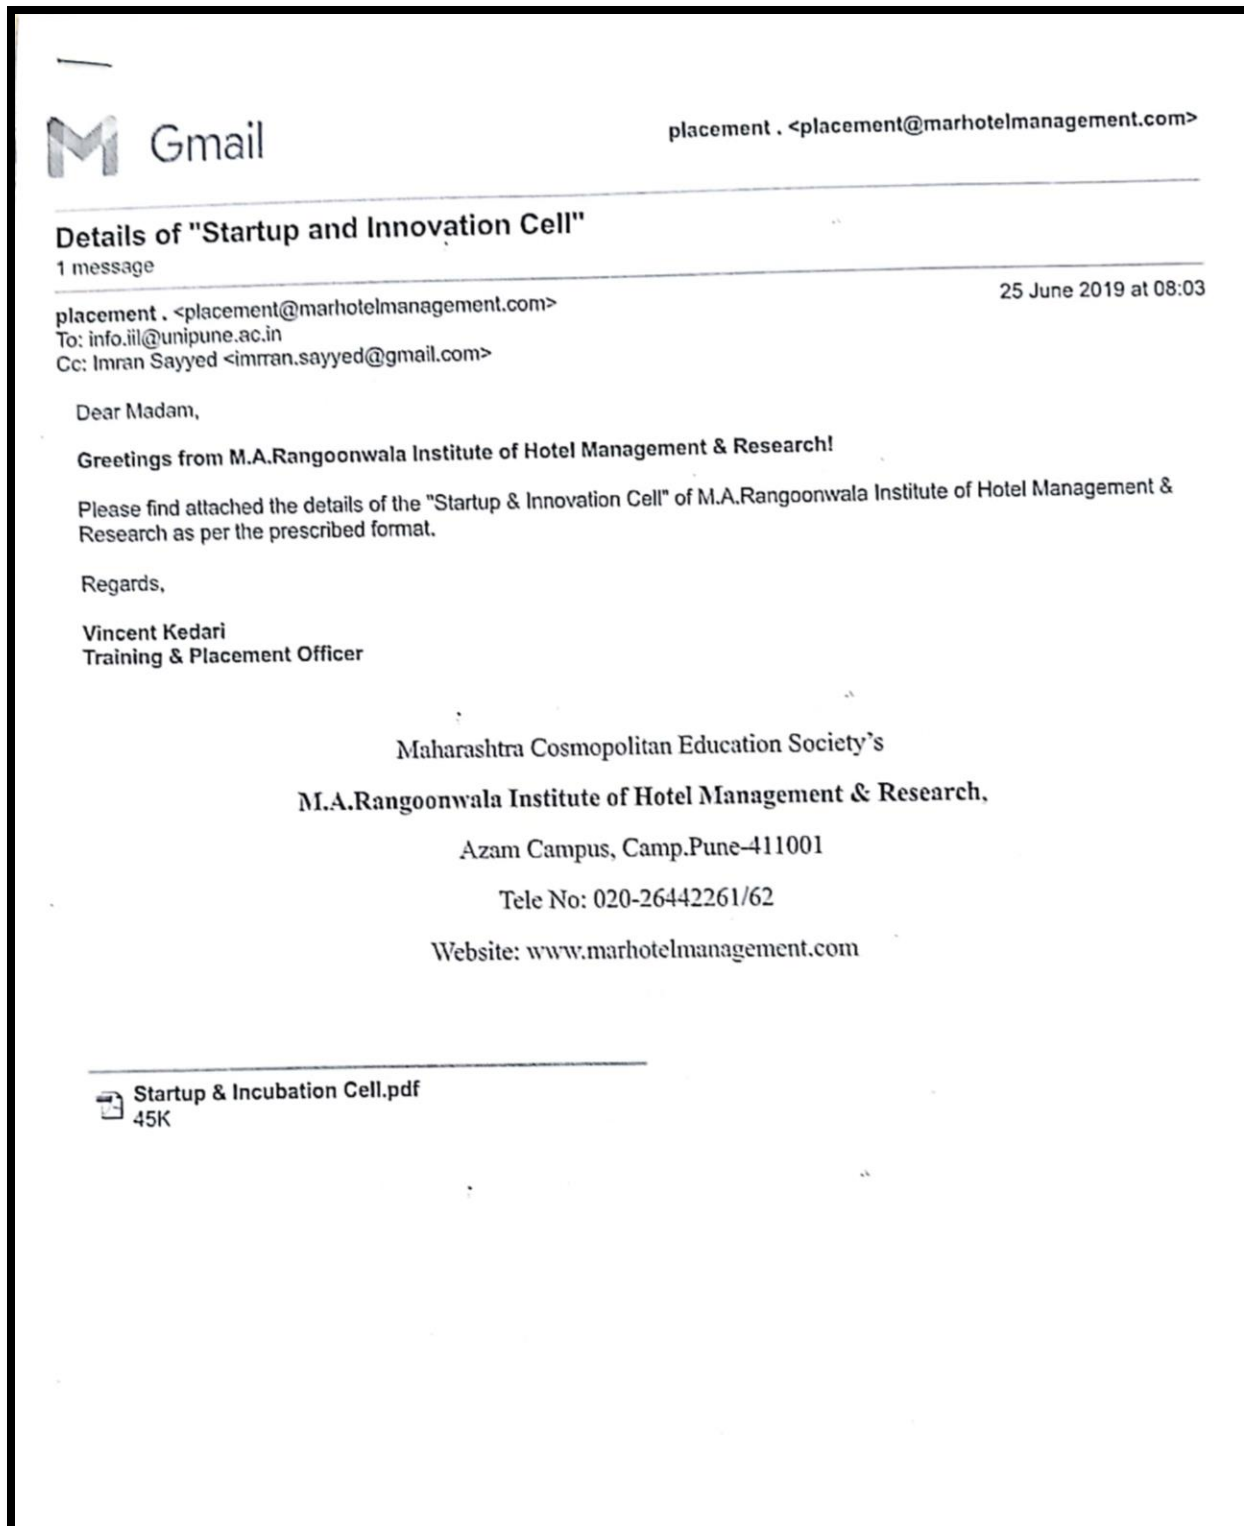 Gmail
placement . <placement@marhotelmanagement.com>
Details of "Startup and Innovation Cell"
1 message
placement . <placement@marhotelmanagement.com>
25 June 2019 at 08:03
To: info.iil@unipune.ac.in
Cc: Imran Sayyed <imrran.sayyed@gmail.com>
Dear Madam,
Greetings from M.A.Rangoonwala Institute of Hotel Management & Research!
Please find attached the details of the "Startup & Innovation Cell" of M.A.Rangoonwala Institute of Hotel Management &
Research as per the prescribed format.
Regards,
Vincent Kedari
Training & Placement Officer
Maharashtra Cosmopolitan Education Society's
M.A.Rangoonwala Institute of Hotel Management & Research,
Azam Campus, Camp.Pune-411001
Tele No: 020-26442261/62
Website: www.marhotelmanagement.com
Startup & Incubation Cell.pdf
45K